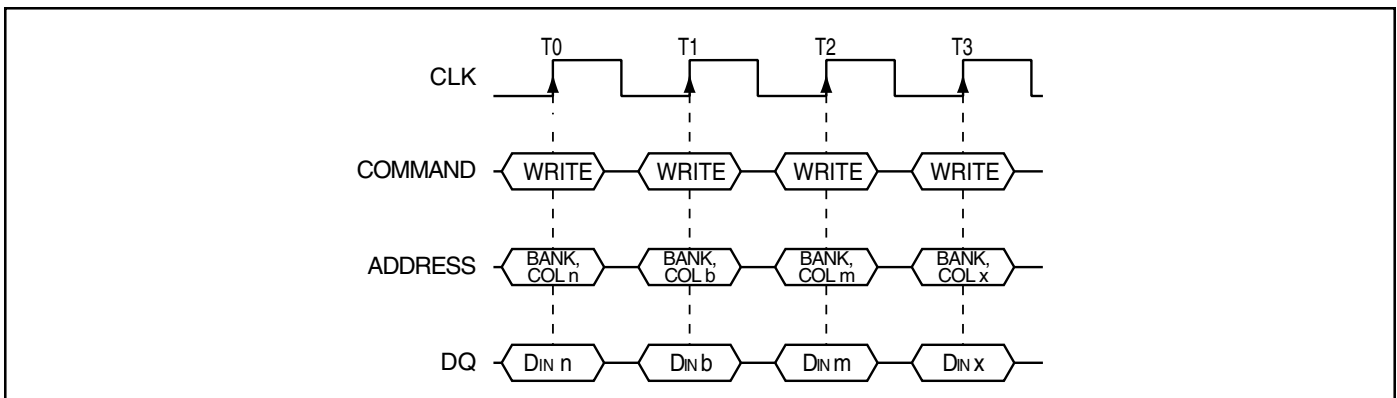 T0 T1 T2 T3
CLK
COMMAND WRITE WRITE WRITE WRITE
ADDRESS BANK, COL n BANK, COL b BANK, COL m BANK, COL x
DQ DIN n DIN b DIN m DIN x